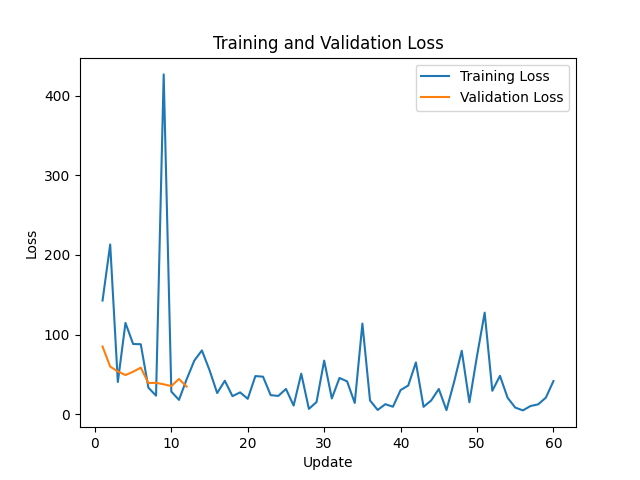 Training and Validation Loss
Training Loss
Validation Loss
400
300
200
100
0
Loss
0 10 20 30 40 50 60
Update